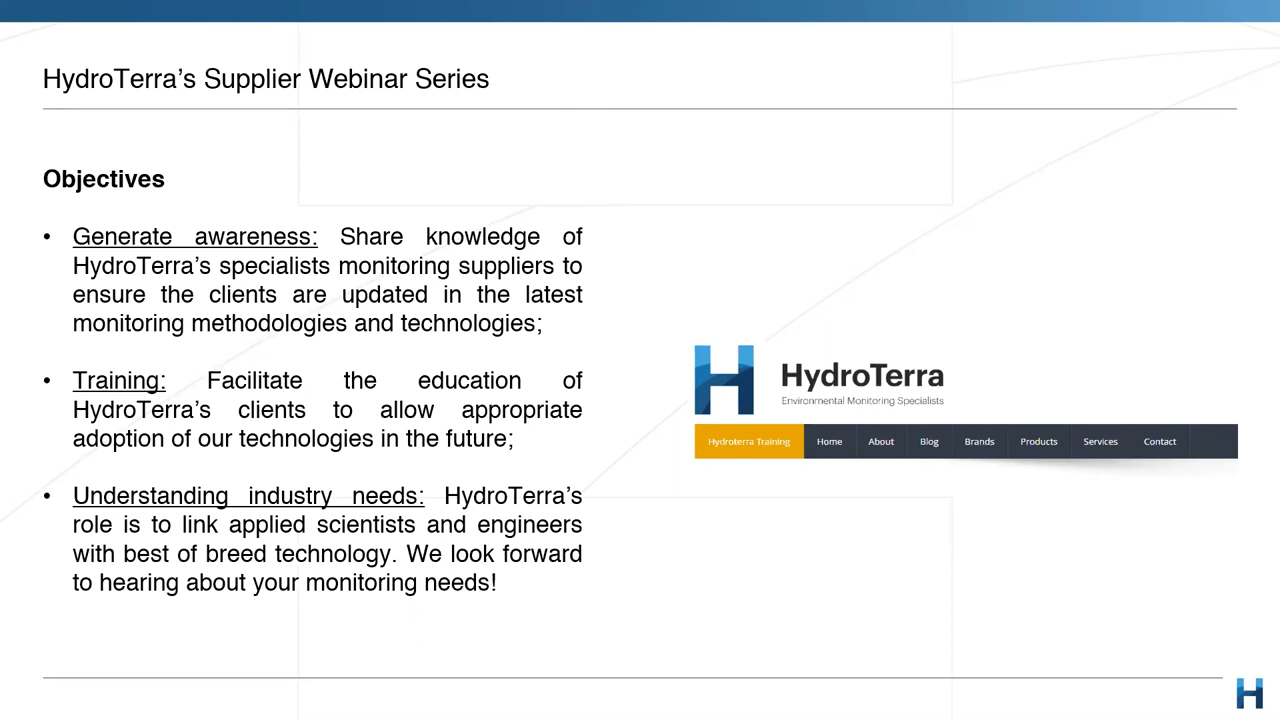 HydroTerra's Supplier Webinar Series
Objectives
• Generate awareness: Share knowledge of
HydroTerra's specialists monitoring suppliers to
ensure the clients are updated in the latest
monitoring methodologies and technologies;
• Training: Facilitate the education of
HydroTerra's clients to allow appropriate
adoption of our technologies in the future;
• Understanding industry needs: HydroTerra's
role is to link applied scientists and engineers
with best of breed technology. We look forward
to hearing about your monitoring needs!
HydroTerra
Environmental Monitoring Specialists
Hydroterra Training Home About Blog Brands Products Services Contact